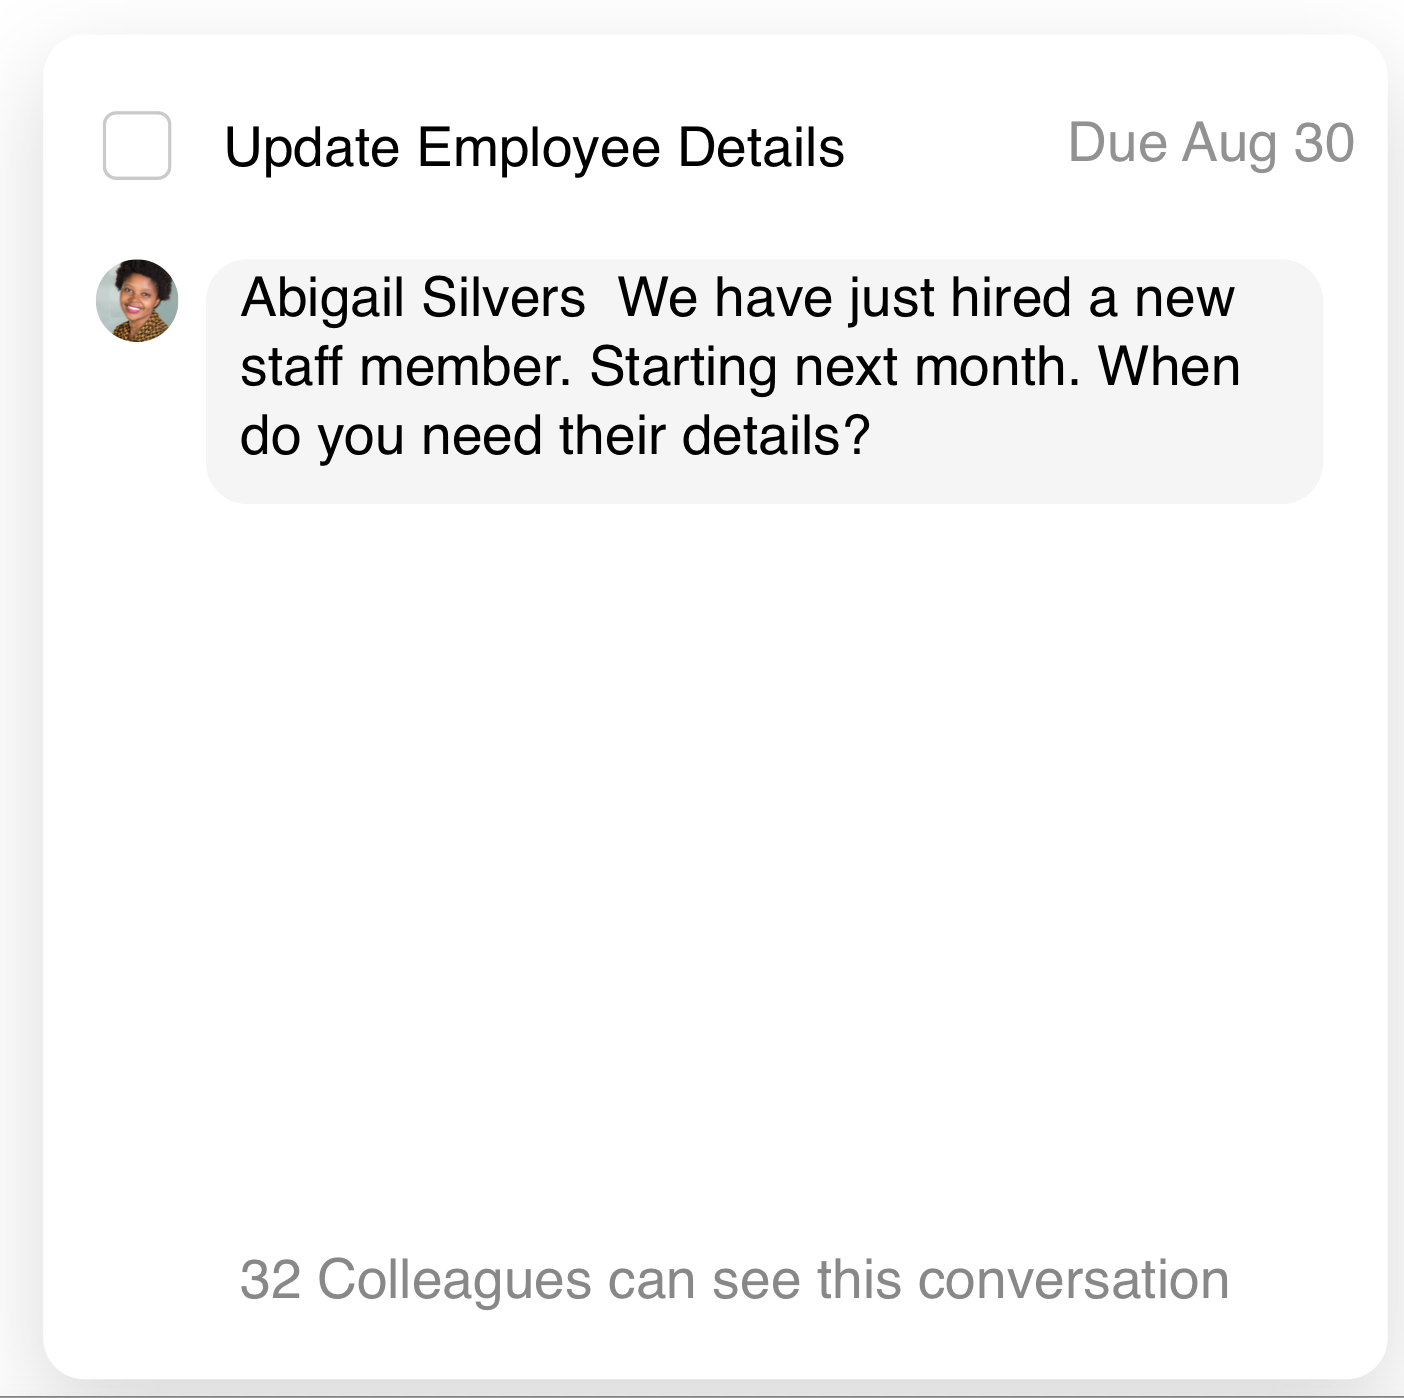 Update Employee Details
Due Aug 30
Abigail Silvers  We have just hired a new
staff member. Starting next month. When
do you need their details?
32 Colleagues can see this conversation